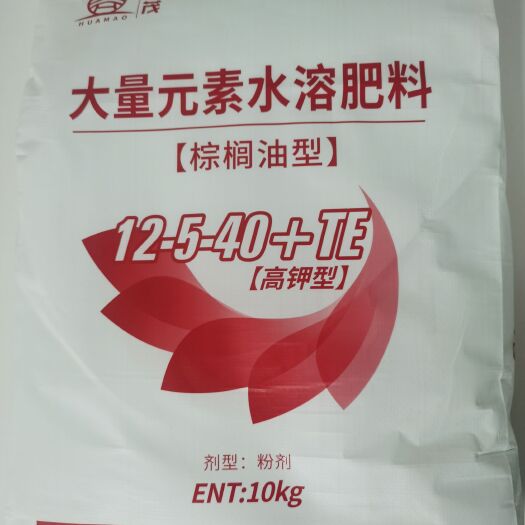 茂
HUAMAO
大量元素水溶肥料
【棕榈油型】
12-5-40+TE
【高钾型】
剂型：粉剂
ENT:10kg